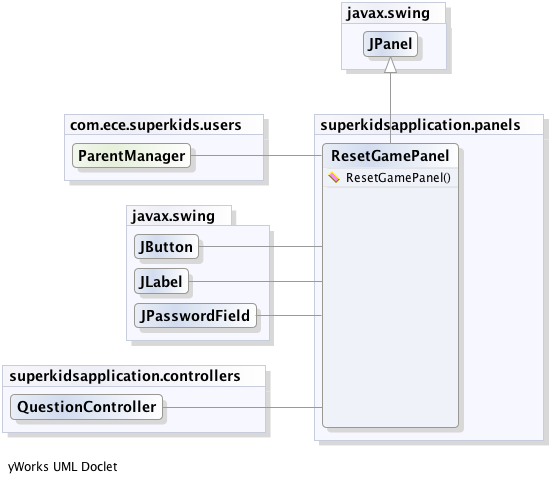 javax.swing
JPanel
com.ece.superkids.users
ParentManager
superkidsapplication.panels
ResetGamePanel
ResetGamePanel()
javax.swing
JButton
JLabel
JPasswordField
superkidsapplication.controllers
QuestionController
yWorks UML Doclet